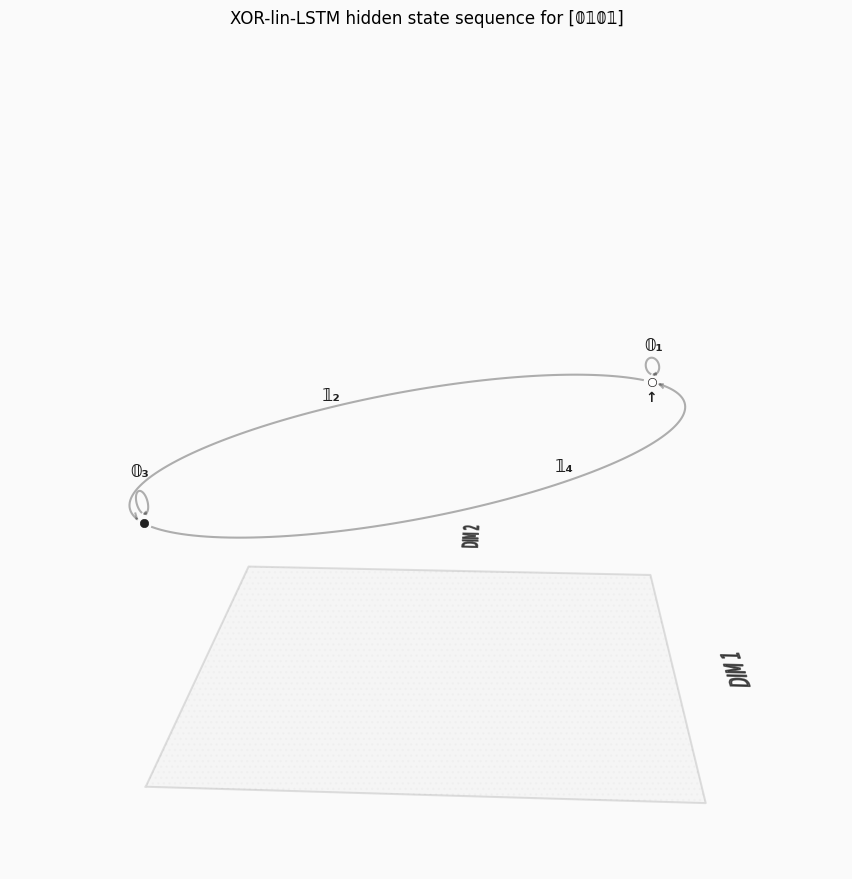 XOR-lin-LSTM hidden state sequence for [𝟘𝟙𝟘𝟙]
𝟘₁
↑
𝟙₂
𝟙₄
𝟘₃
DIM 2
DIM 1